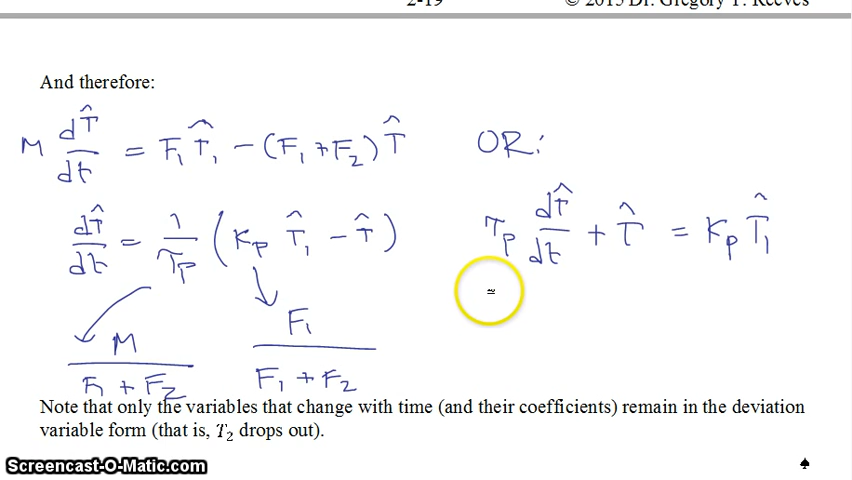 2-19 © 2015 Dr. Gregory T. Reeves
And therefore:
M dT̂/dt = F₁T̂₁ − (F₁+F₂)T̂
OR:
dT̂/dt = 1/τp (Kp T̂₁ − T̂)
τp dT̂/dt + T̂ = Kp T̂₁
M/(F₁ + F₂)
F₁/(F₁ + F₂)
Note that only the variables that change with time (and their coefficients) remain in the deviation
variable form (that is, T₂ drops out).
Screencast-O-Matic.com